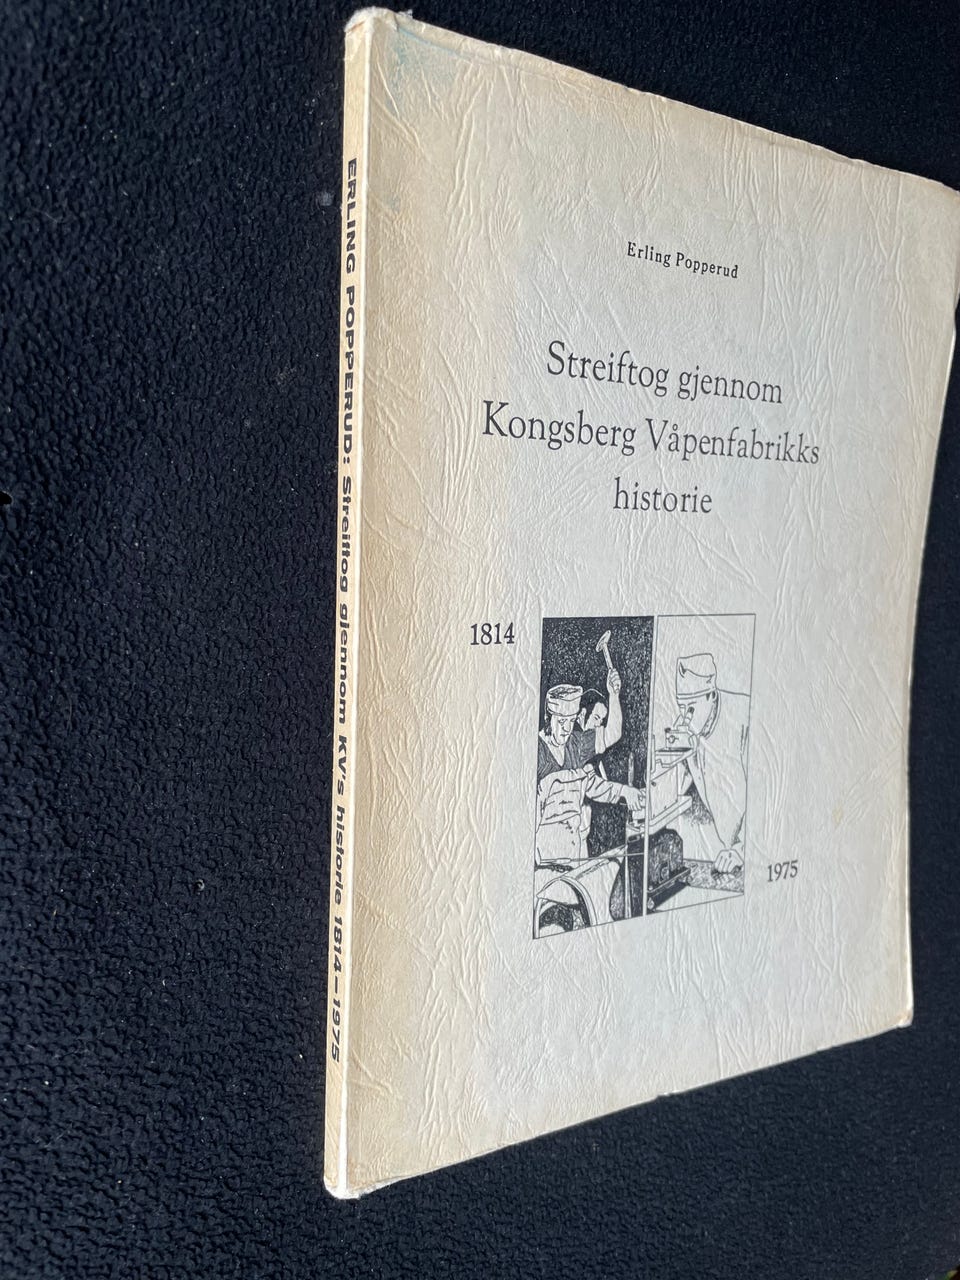 ERLING POPPERUD: Streiftog gjennom KV's historie 1814-1975
Erling Popperud
Streiftog gjennom
Kongsberg Våpenfabrikks
historie
1814
1975